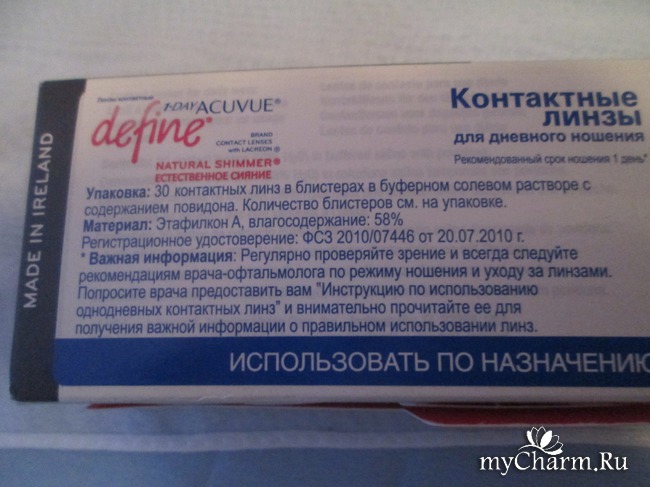 MADE IN IRELAND
Линзы контактные
1·DAY ACUVUE®
define®
BRAND
CONTACT LENSES
with LACREON®
NATURAL SHIMMER®
ЕСТЕСТВЕННОЕ СИЯНИЕ
Контактные
линзы
для дневного ношения
Рекомендованный срок ношения 1 день*
Упаковка: 30 контактных линз в блистерах в буферном солевом растворе с
содержанием повидона. Количество блистеров см. на упаковке.
Материал: Этафилкон А, влагосодержание: 58%
Регистрационное удостоверение: ФСЗ 2010/07446 от 20.07.2010 г.
* Важная информация: Регулярно проверяйте зрение и всегда следуйте
рекомендациям врача-офтальмолога по режиму ношения и уходу за линзами.
Попросите врача предоставить вам "Инструкцию по использованию
однодневных контактных линз" и внимательно прочитайте ее для
получения важной информации о правильном использовании линз.
ИСПОЛЬЗОВАТЬ ПО НАЗНАЧЕНИЮ
myCharm.Ru